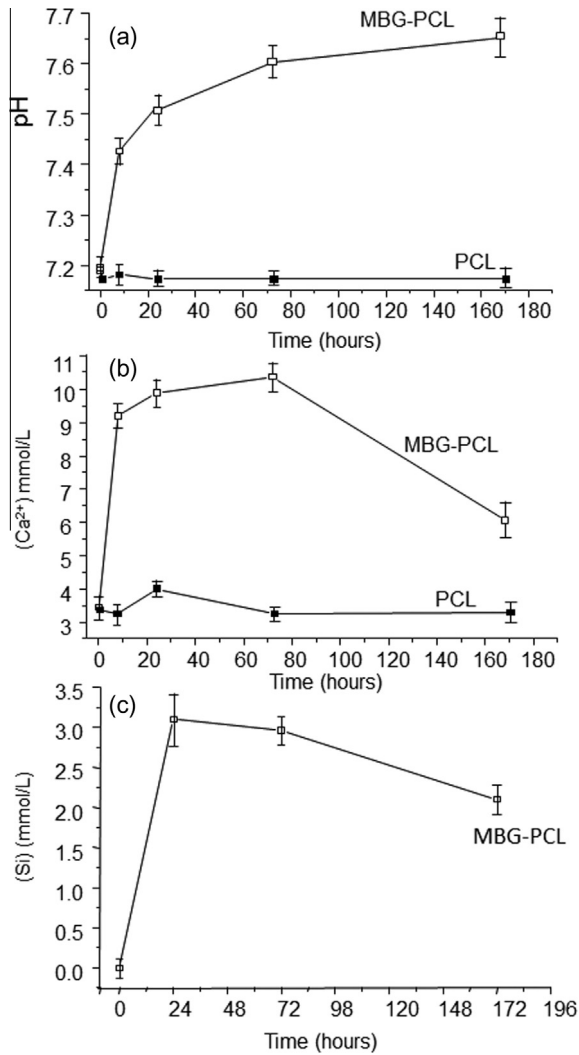 (a)
MBG-PCL
PCL
pH
7.7
7.6
7.5
7.4
7.3
7.2
7.1
0 20 40 60 80 100 120 140 160 180
Time (hours)
(b)
MBG-PCL
PCL
(Ca²⁺) mmol/L
11
10
9
8
7
6
5
4
3
0 20 40 60 80 100 120 140 160 180
Time (hours)
(c)
MBG-PCL
(Si) (mmol/L)
3.5
3.0
2.5
2.0
1.5
1.0
0.5
0.0
0 24 48 72 98 122 148 172 196
Time (hours)